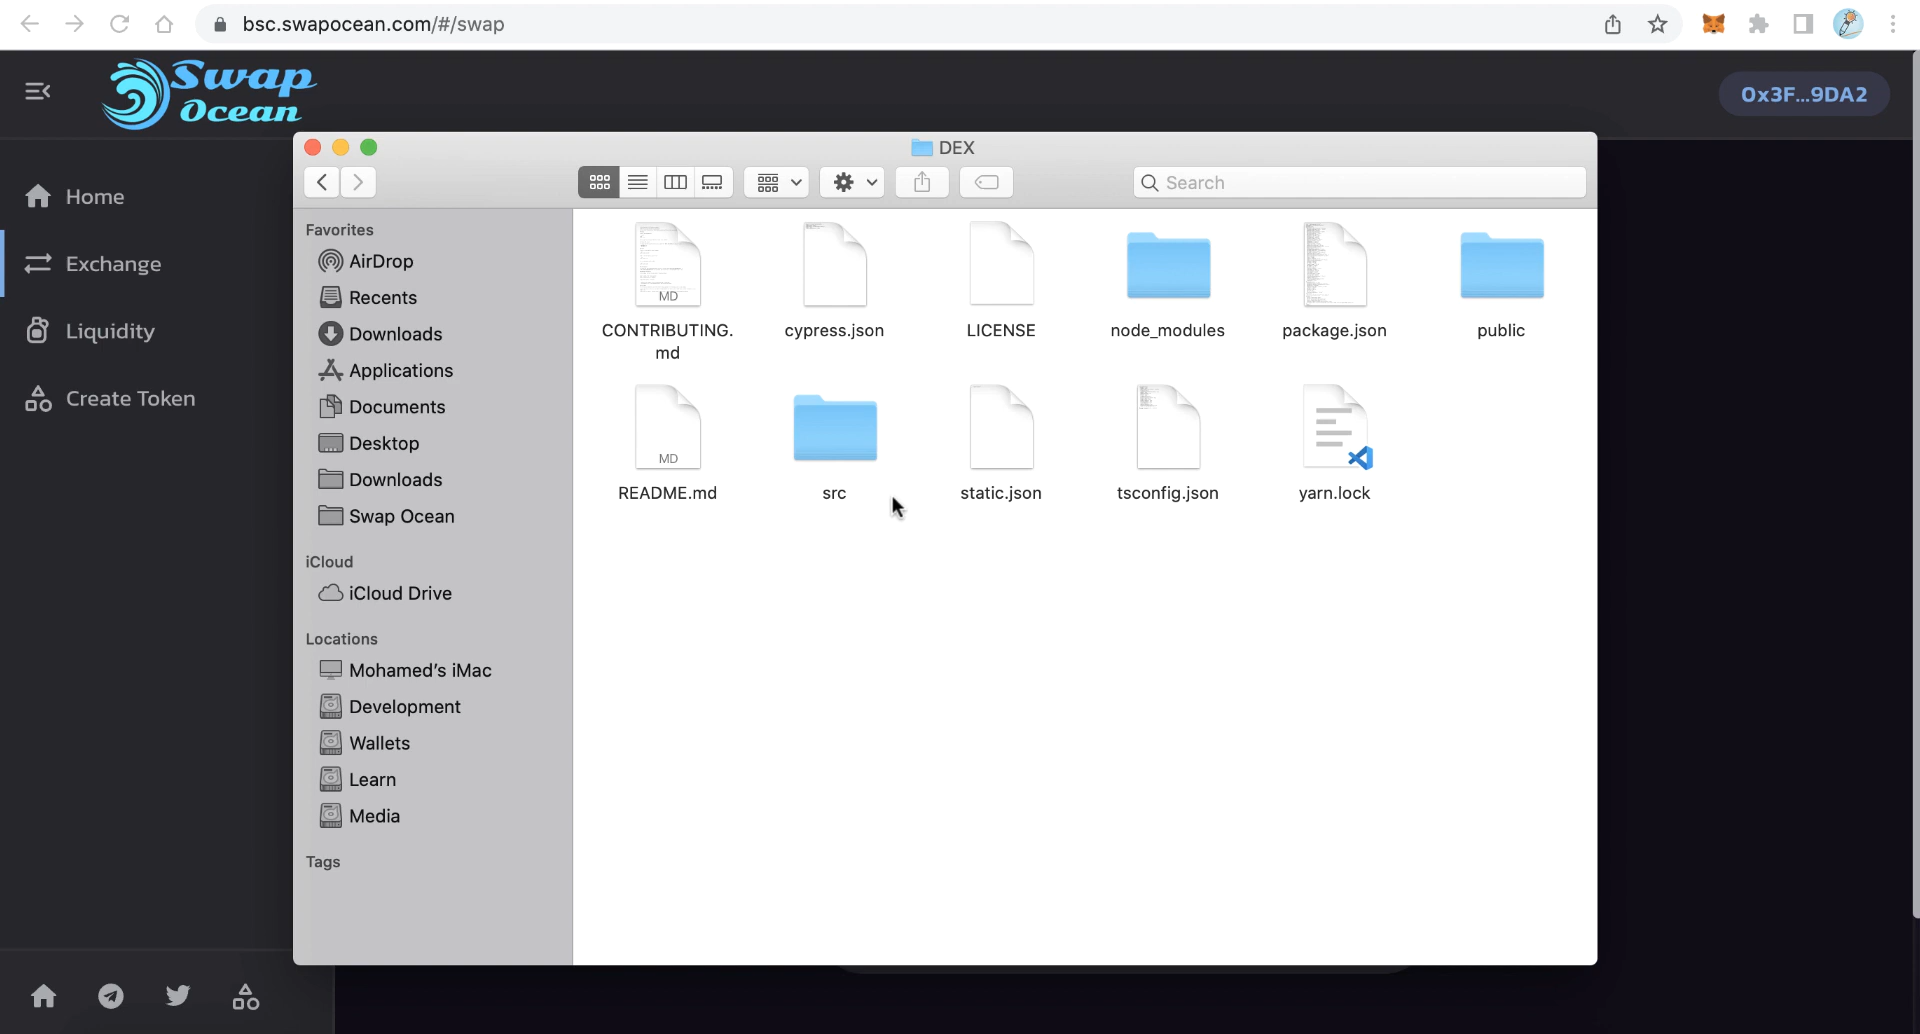 bsc.swapocean.com/#/swap
Swap
Ocean
0x3F...9DA2
Home
Exchange
Liquidity
Create Token
DEX
Search
Favorites
AirDrop
Recents
Downloads
Applications
Documents
Desktop
Downloads
Swap Ocean
iCloud
iCloud Drive
Locations
Mohamed's iMac
Development
Wallets
Learn
Media
Tags
MD
CONTRIBUTING.
md
cypress.json
LICENSE
node_modules
package.json
public
MD
README.md
src
static.json
tsconfig.json
yarn.lock